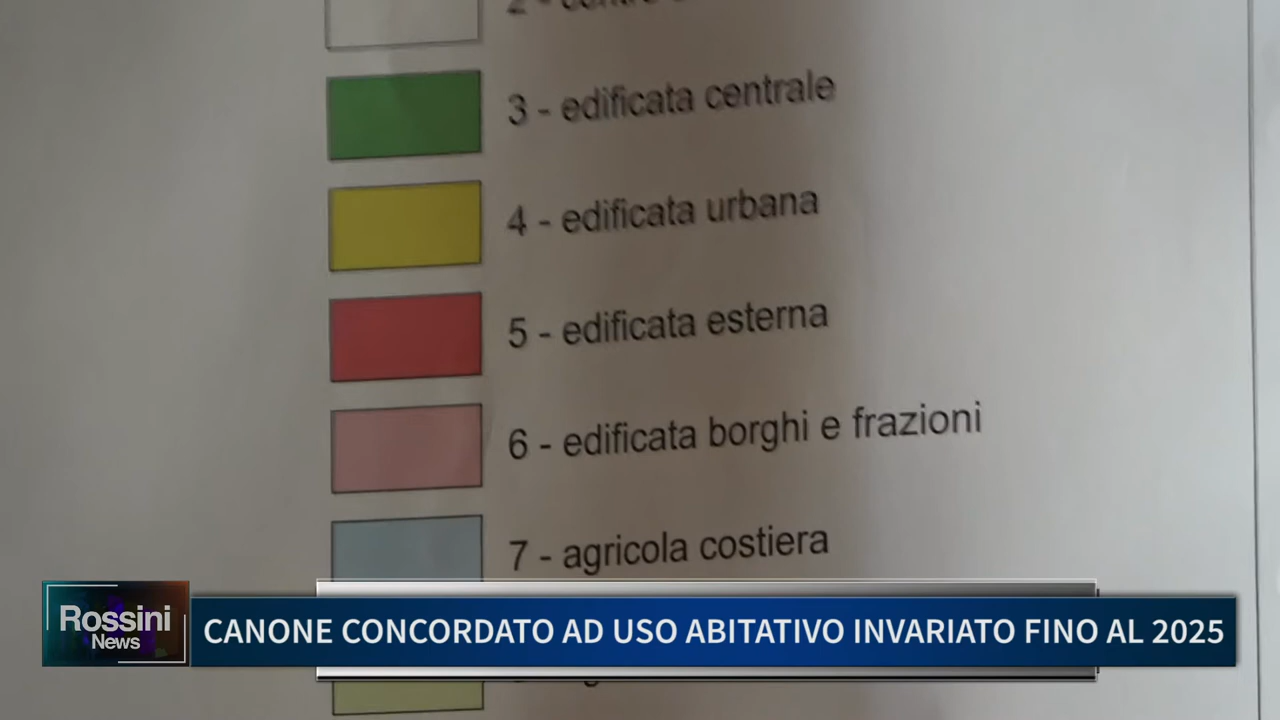 3 - edificata centrale
4 - edificata urbana
5 - edificata esterna
6 - edificata borghi e frazioni
7 - agricola costiera
Rossini
News
CANONE CONCORDATO AD USO ABITATIVO INVARIATO FINO AL 2025